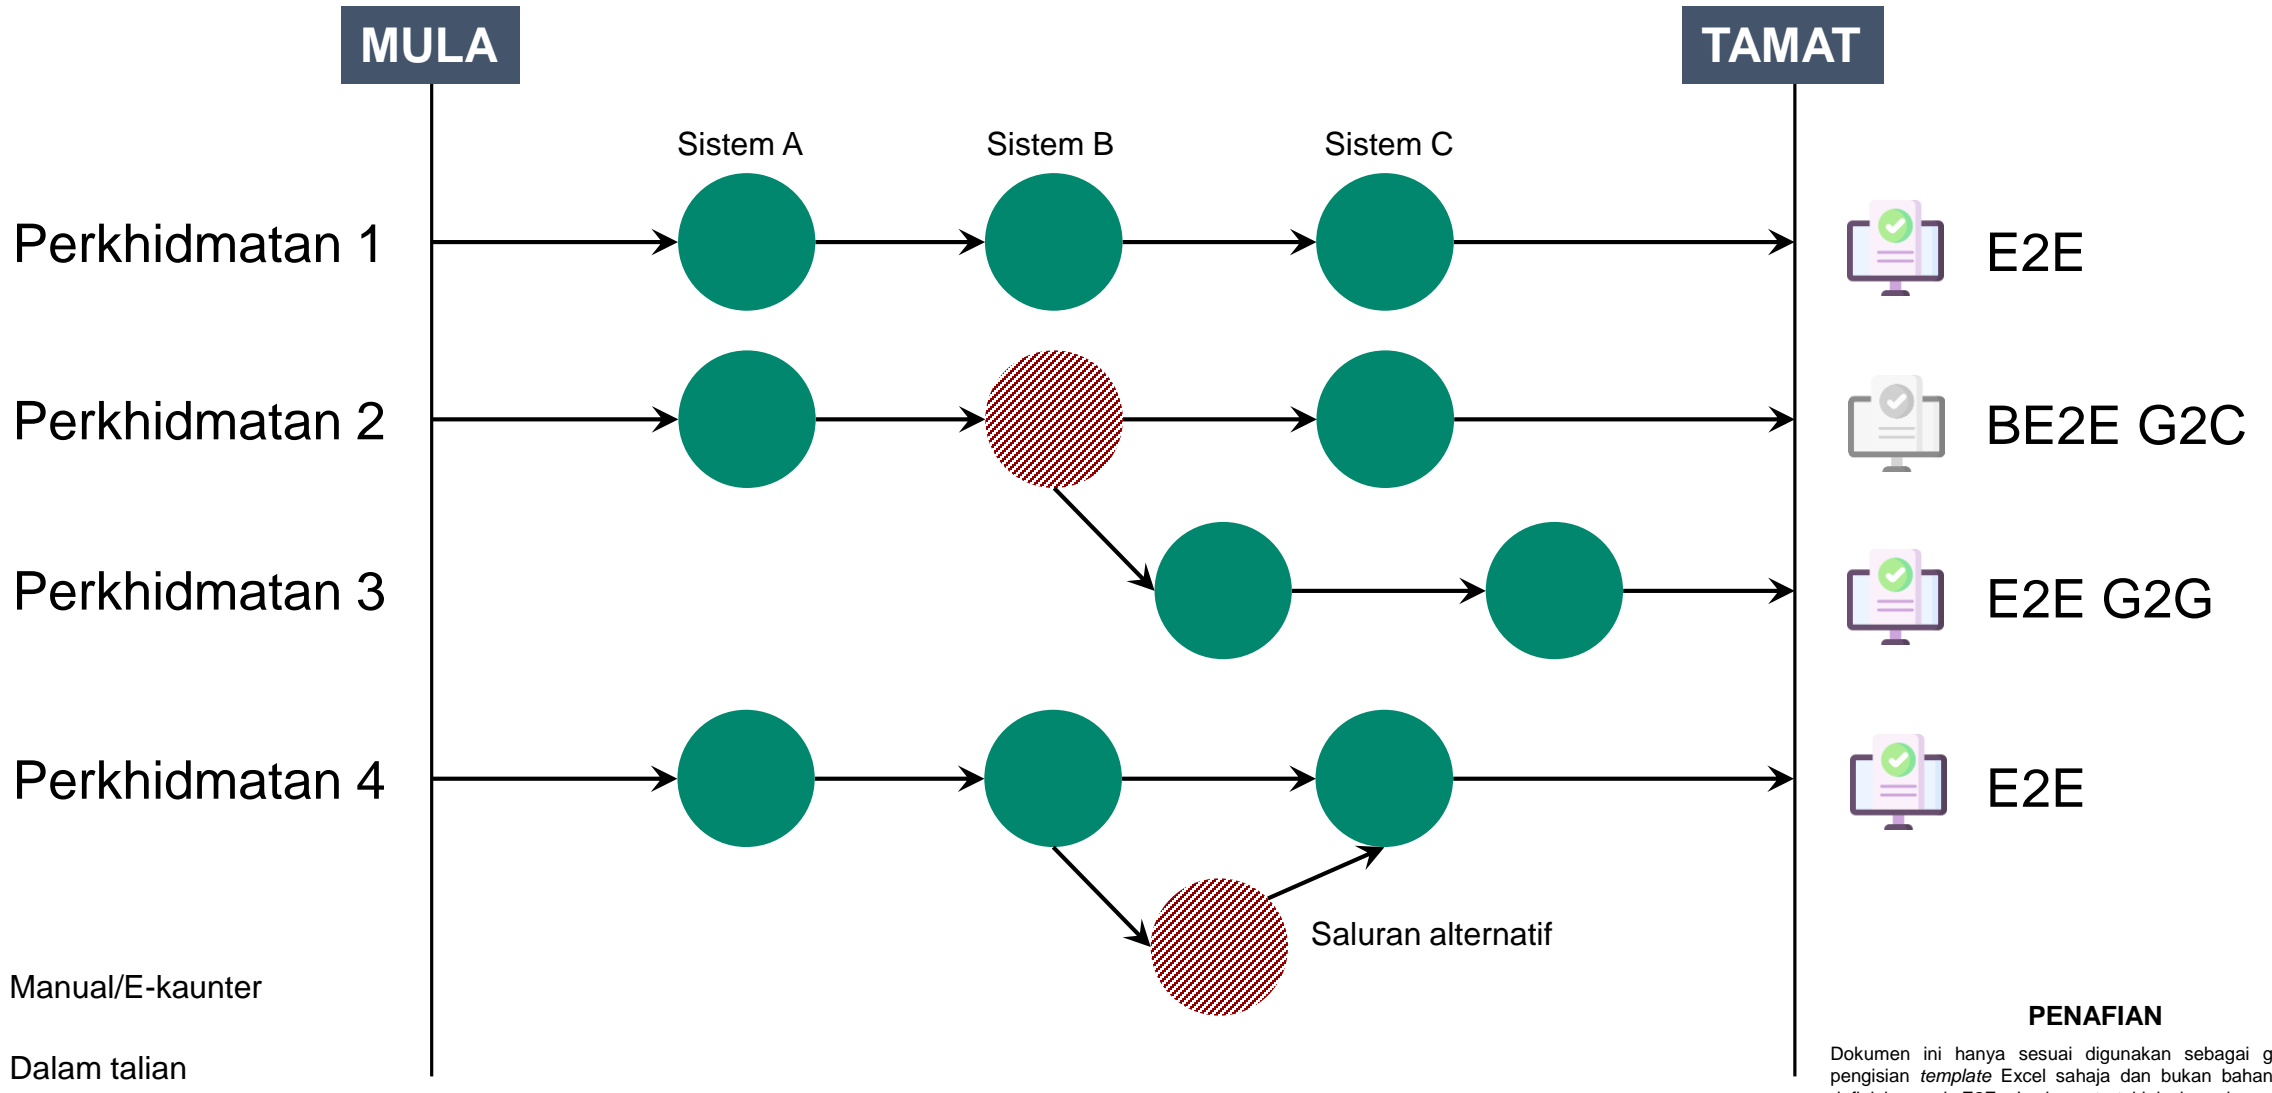 MULA
TAMAT
Sistem A
Sistem B
Sistem C
Perkhidmatan 1
E2E
Perkhidmatan 2
BE2E G2C
Perkhidmatan 3
E2E G2G
Perkhidmatan 4
E2E
Saluran alternatif
Manual/E-kaunter
Dalam talian
PENAFIAN
Dokumen ini hanya sesuai digunakan sebagai
pengisian template Excel sahaja dan bukan bahan